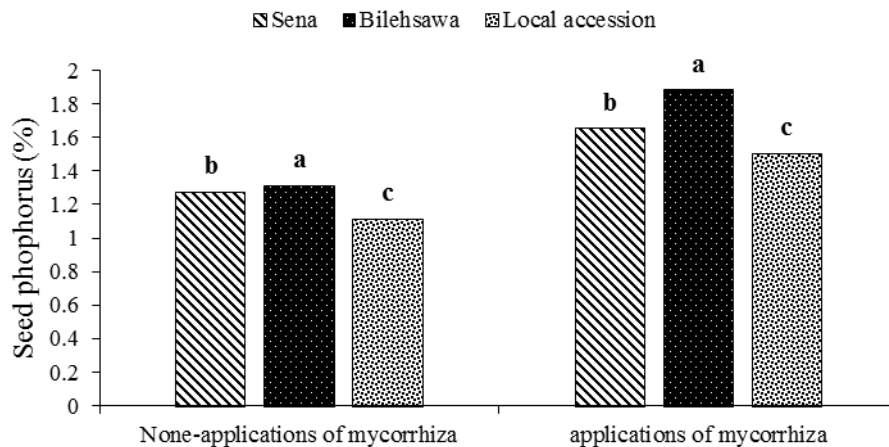 Sena Bilehsawa Local accession
Seed phophorus (%)
2
1.8
1.6
1.4
1.2
1
0.8
0.6
0.4
0.2
0
b a c
b a c
None-applications of mycorrhiza applications of mycorrhiza